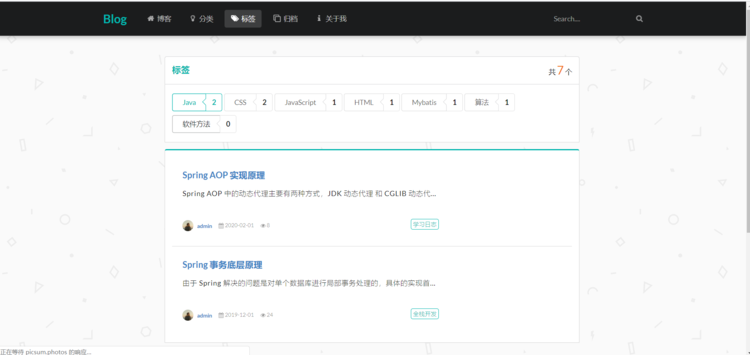 Blog 博客 分类 标签 归档 关于我 Search...
标签 共 7 个
Java 2 CSS 2 JavaScript 1 HTML 1 Mybatis 1 算法 1
软件方法 0
Spring AOP 实现原理
Spring AOP 中的动态代理主要有两种方式，JDK 动态代理 和 CGLIB 动态代...
admin 2020-02-01 8 学习日志
Spring 事务底层原理
由于 Spring 解决的问题是对单个数据库进行局部事务处理的，具体的实现首...
admin 2019-12-01 24 全栈开发
正在等待 picsum.photos 的响应...